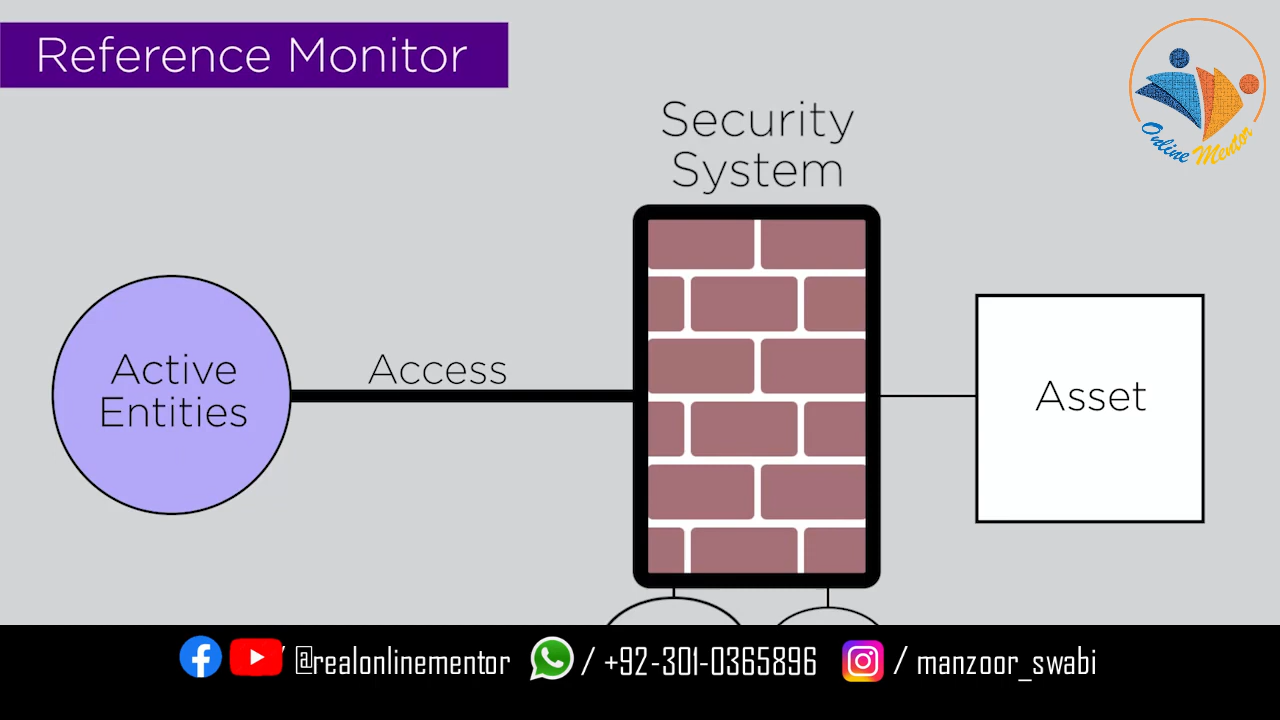 Reference Monitor
Security
System
Online Mentor
Active
Entities
Access
Asset
/ @realonlinementor
/ +92-301-0365896
/ manzoor_swabi